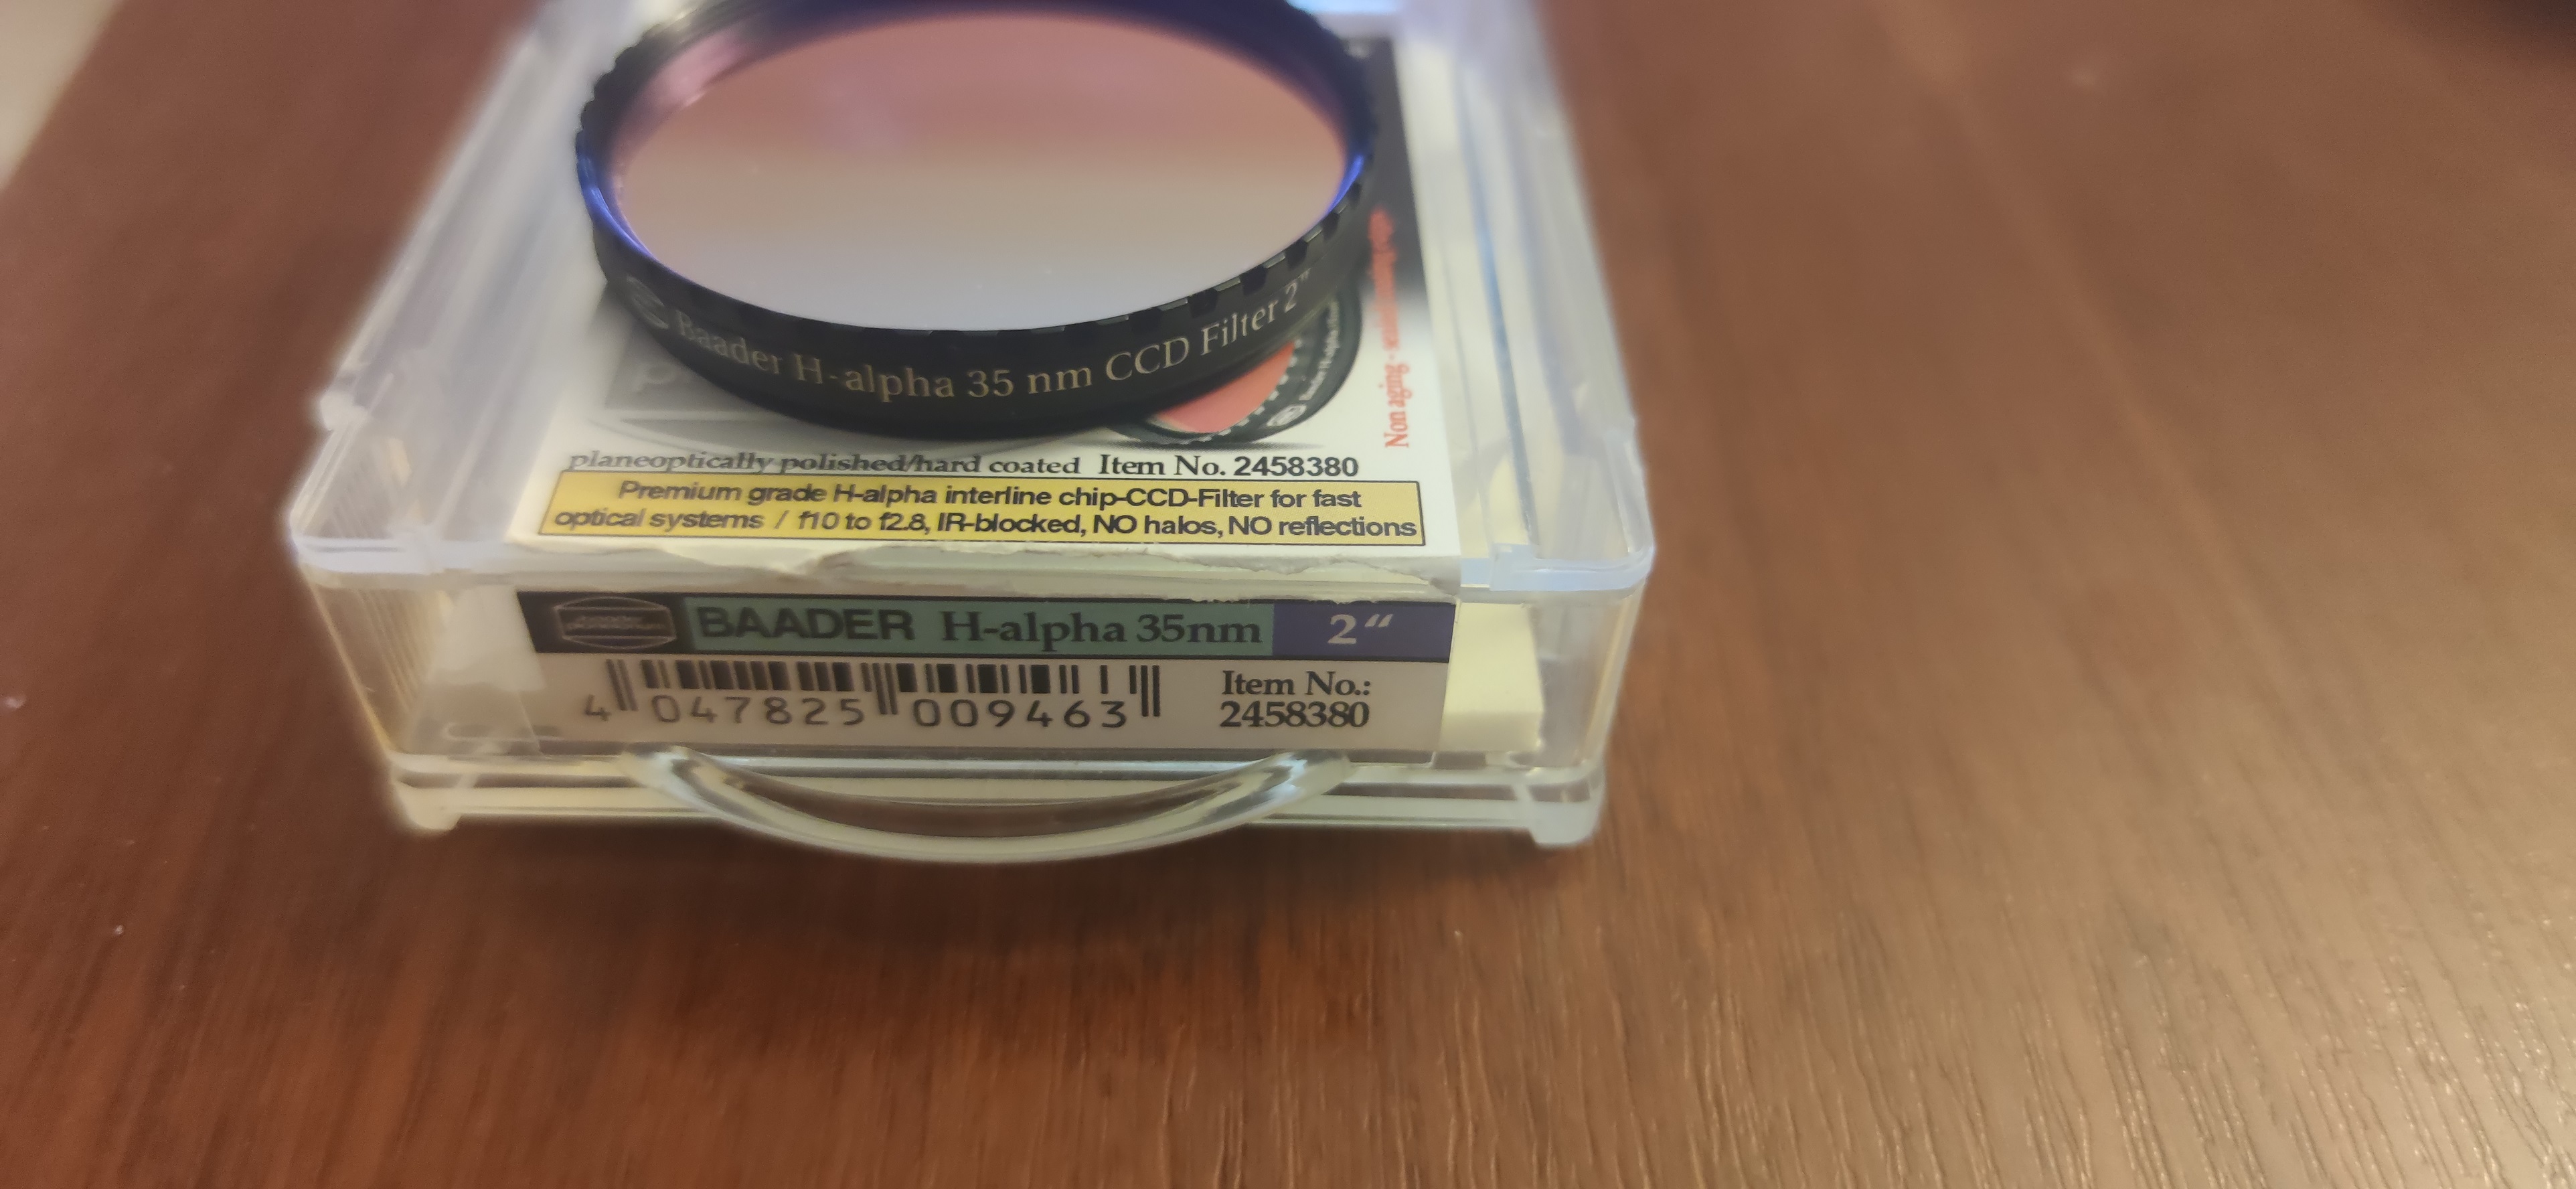 Baader H-alpha 35 nm CCD Filter 2"
Non aging -
planeoptically polished/hard coated Item No. 2458380
Premium grade H-alpha interline chip-CCD-Filter for fast
optical systems / f10 to f2.8, IR-blocked, NO halos, NO reflections
BAADER H-alpha 35nm 2“
4 047825 009463
Item No.:
2458380